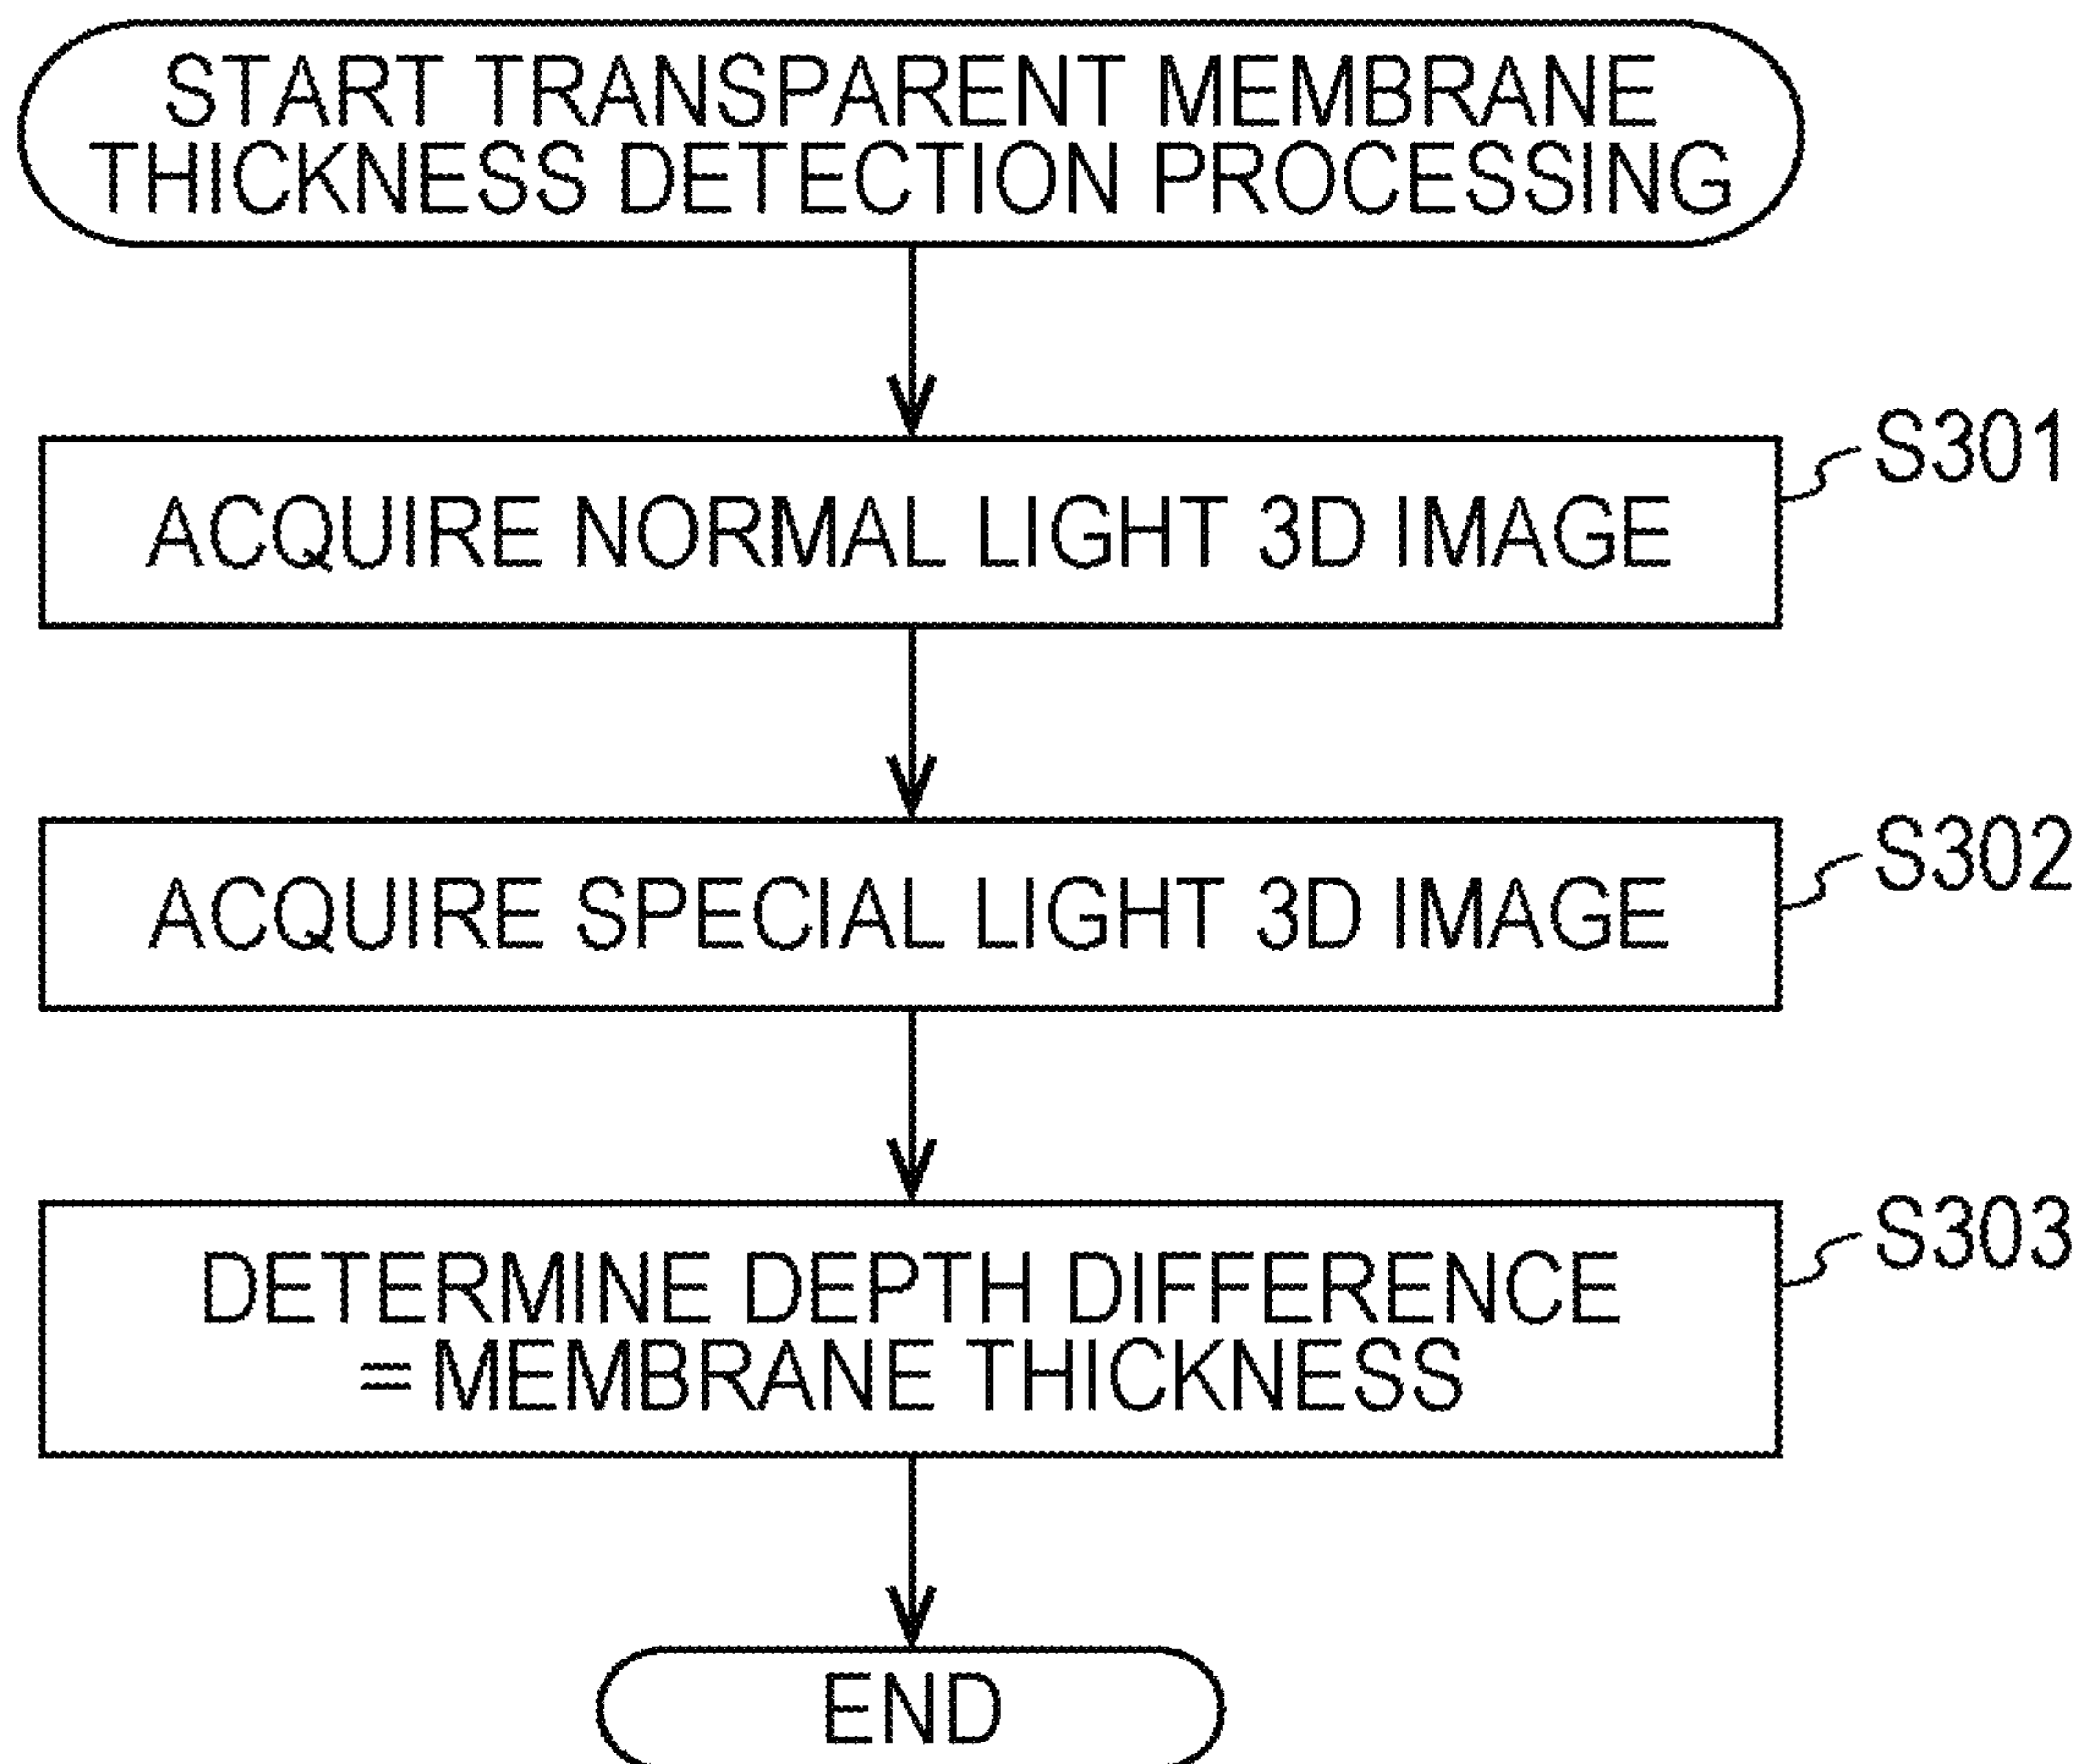 START TRANSPARENT MEMBRANE
THICKNESS DETECTION PROCESSING
S301
ACQUIRE NORMAL LIGHT 3D IMAGE
S302
ACQUIRE SPECIAL LIGHT 3D IMAGE
S303
DETERMINE DEPTH DIFFERENCE
= MEMBRANE THICKNESS
END